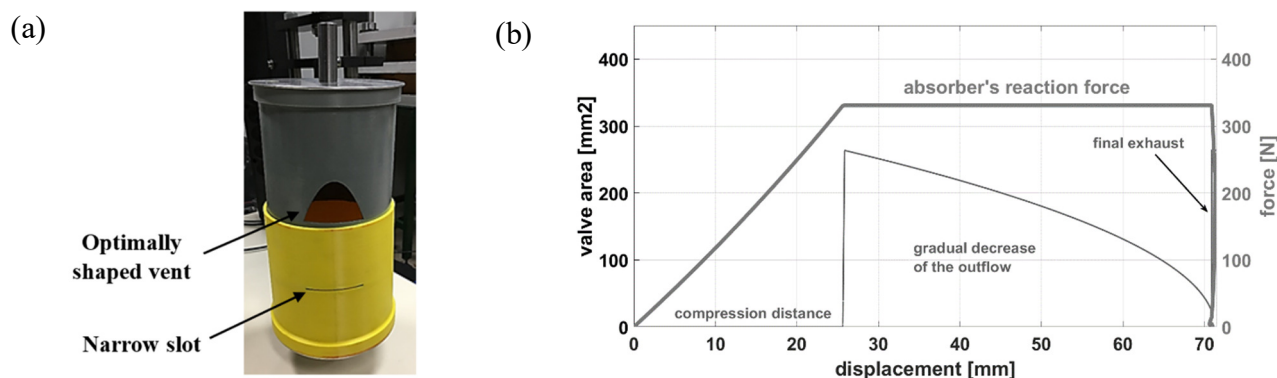 (a)
Optimally
shaped vent
Narrow slot
(b)
valve area [mm2]
400
300
200
100
0
absorber's reaction force
final exhaust
gradual decrease
of the outflow
compression distance
400
300
200
100
0
force [N]
0 10 20 30 40 50 60 70
displacement [mm]